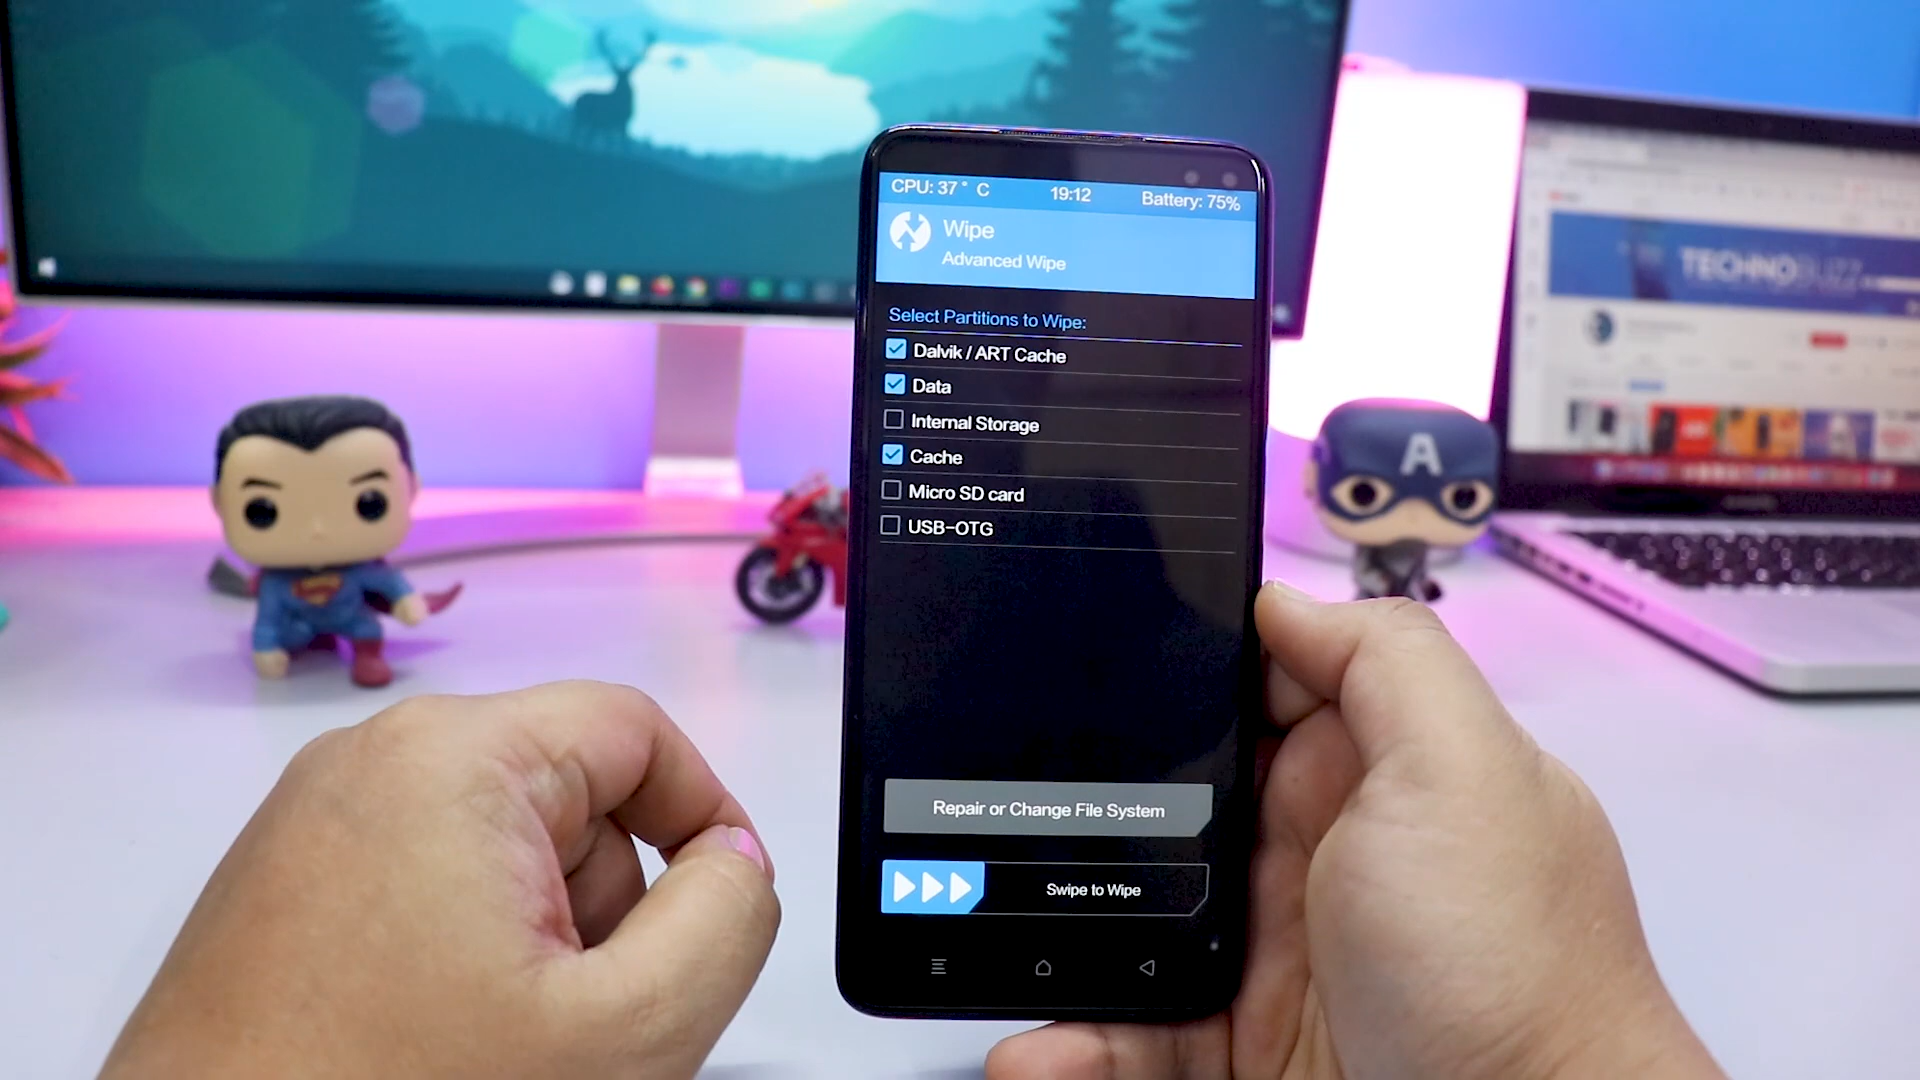 CPU: 37 ° C 19:12 Battery: 75%
Wipe
Advanced Wipe
Select Partitions to Wipe:
Dalvik / ART Cache
Data
Internal Storage
Cache
Micro SD card
USB-OTG
Repair or Change File System
Swipe to Wipe
TECHNOBUZZ
A